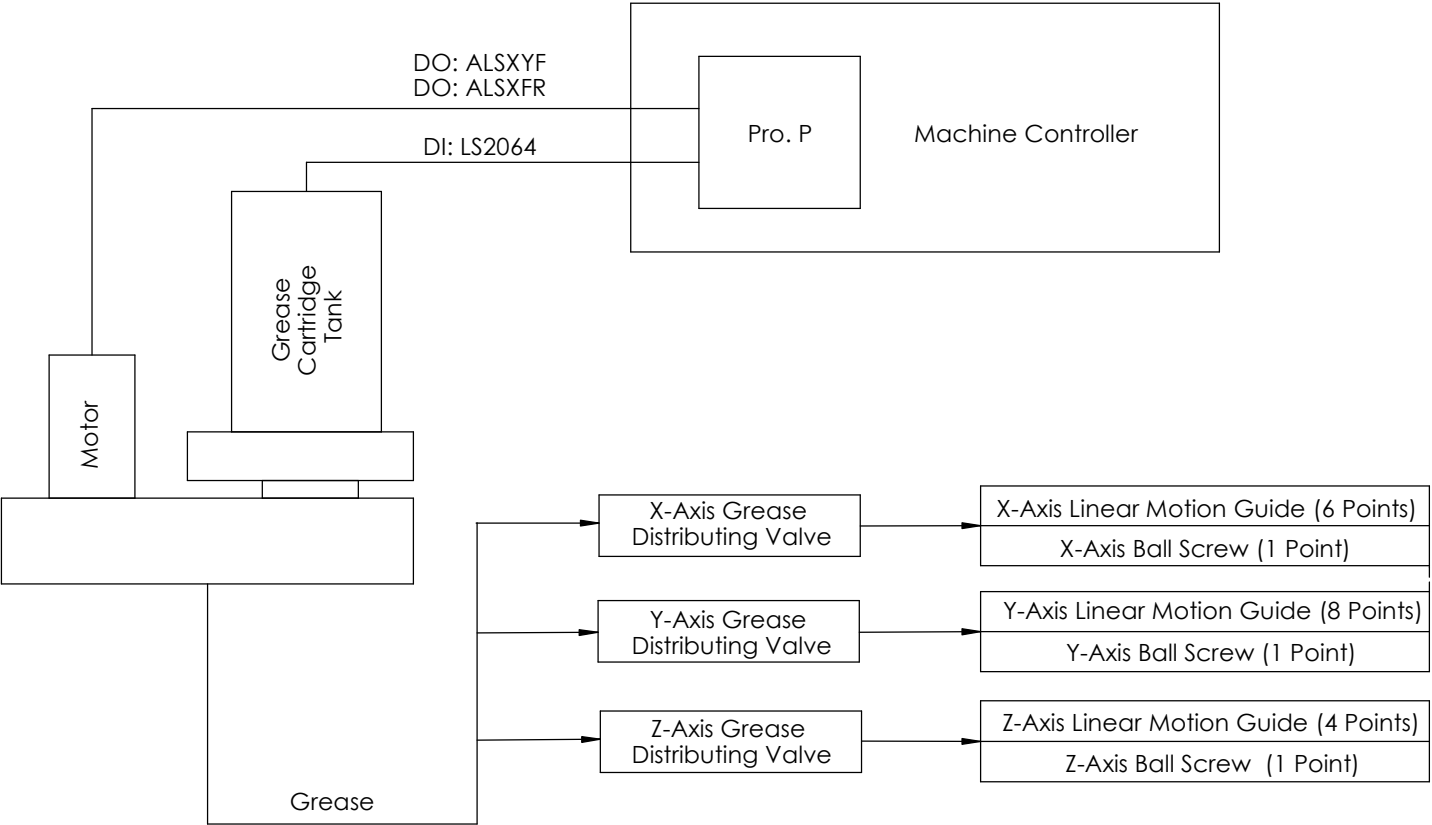 DO: ALSXYF
DO: ALSXFR
DI: LS2064
Pro. P
Machine Controller
Grease
Cartridge
Tank
Motor
X-Axis Grease
Distributing Valve
X-Axis Linear Motion Guide (6 Points)
X-Axis Ball Screw (1 Point)
Y-Axis Grease
Distributing Valve
Y-Axis Linear Motion Guide (8 Points)
Y-Axis Ball Screw (1 Point)
Z-Axis Grease
Distributing Valve
Z-Axis Linear Motion Guide (4 Points)
Z-Axis Ball Screw (1 Point)
Grease